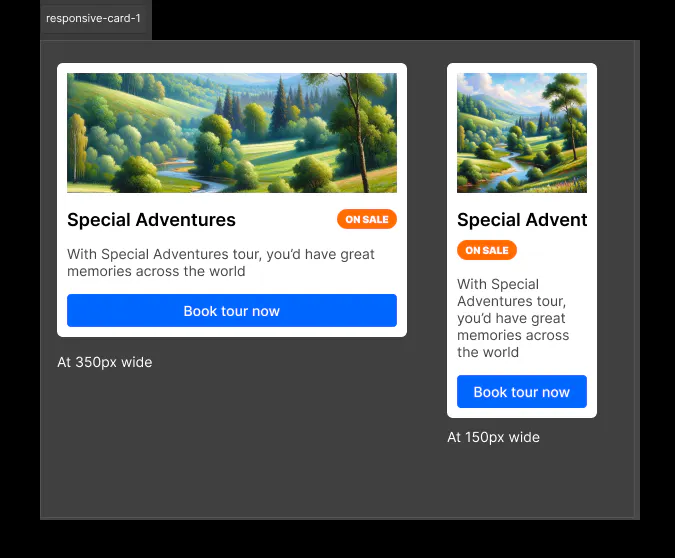 responsive-card-1
Special Adventures
ON SALE
With Special Adventures tour, you’d have great
memories across the world
Book tour now
At 350px wide
Special Advent
ON SALE
With Special
Adventures tour,
you’d have great
memories across
the world
Book tour now
At 150px wide